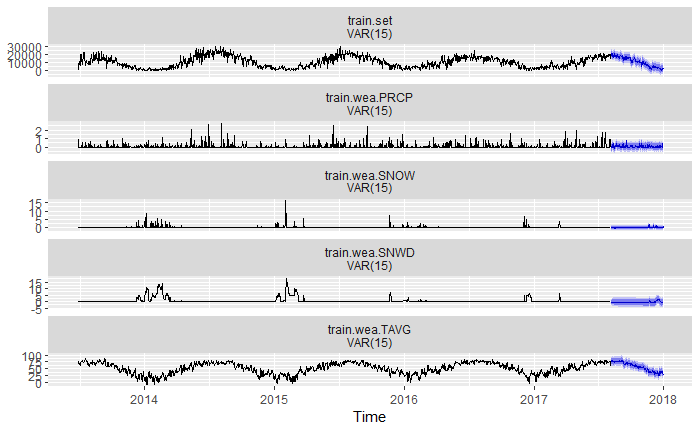 train.set
VAR(15)
30000
20000
10000
0
train.wea.PRCP
VAR(15)
2
1
0
train.wea.SNOW
VAR(15)
15
10
5
0
train.wea.SNWD
VAR(15)
15
10
5
0
-5
train.wea.TAVG
VAR(15)
100
75
50
25
0
2014 2015 2016 2017 2018
Time